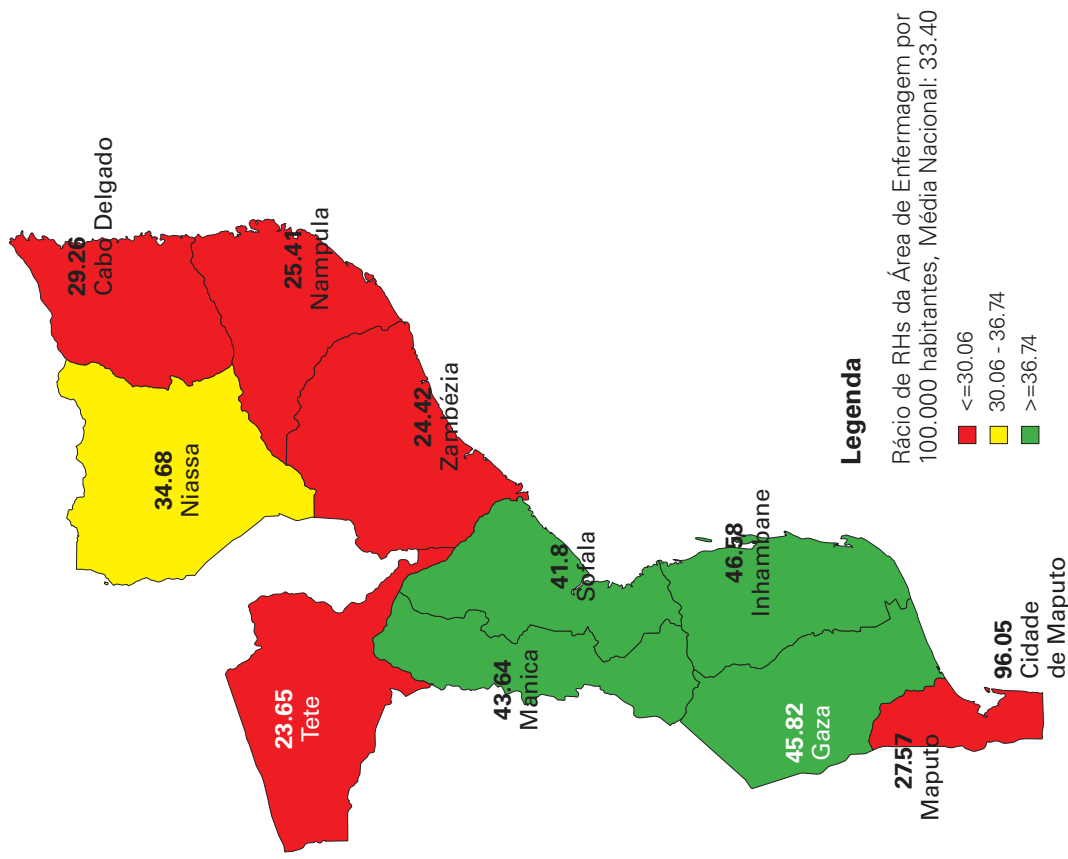 29.26
Cabo Delgado
34.68
Niassa
25.41
Nampula
24.42
Zambézia
23.65
Tete
43.64
Manica
41.8
Sofala
46.58
Inhambane
45.82
Gaza
27.57
Maputo
96.05
Cidade
de Maputo
Legenda
Rácio de RHs da Área de Enfermagem por
100.000 habitantes, Média Nacional: 33.40
<=30.06
30.06 - 36.74
>=36.74